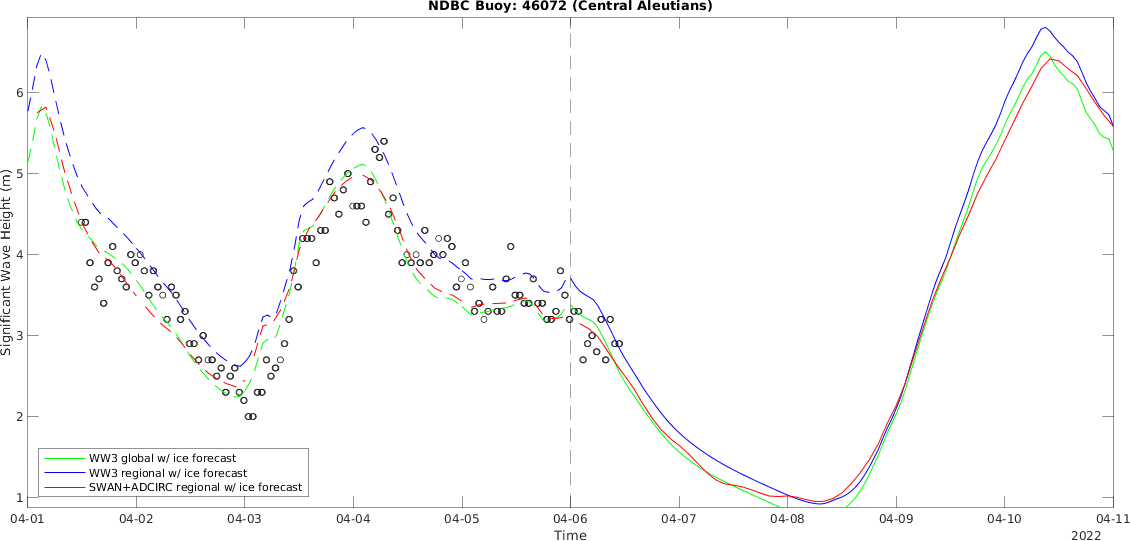 NDBC Buoy: 46072 (Central Aleutians)
Significant Wave Height (m)
6
5
4
3
2
1
WW3 global w/ ice forecast
WW3 regional w/ ice forecast
SWAN+ADCIRC regional w/ ice forecast
04-01 04-02 04-03 04-04 04-05 04-06 04-07 04-08 04-09 04-10 04-11
Time
2022